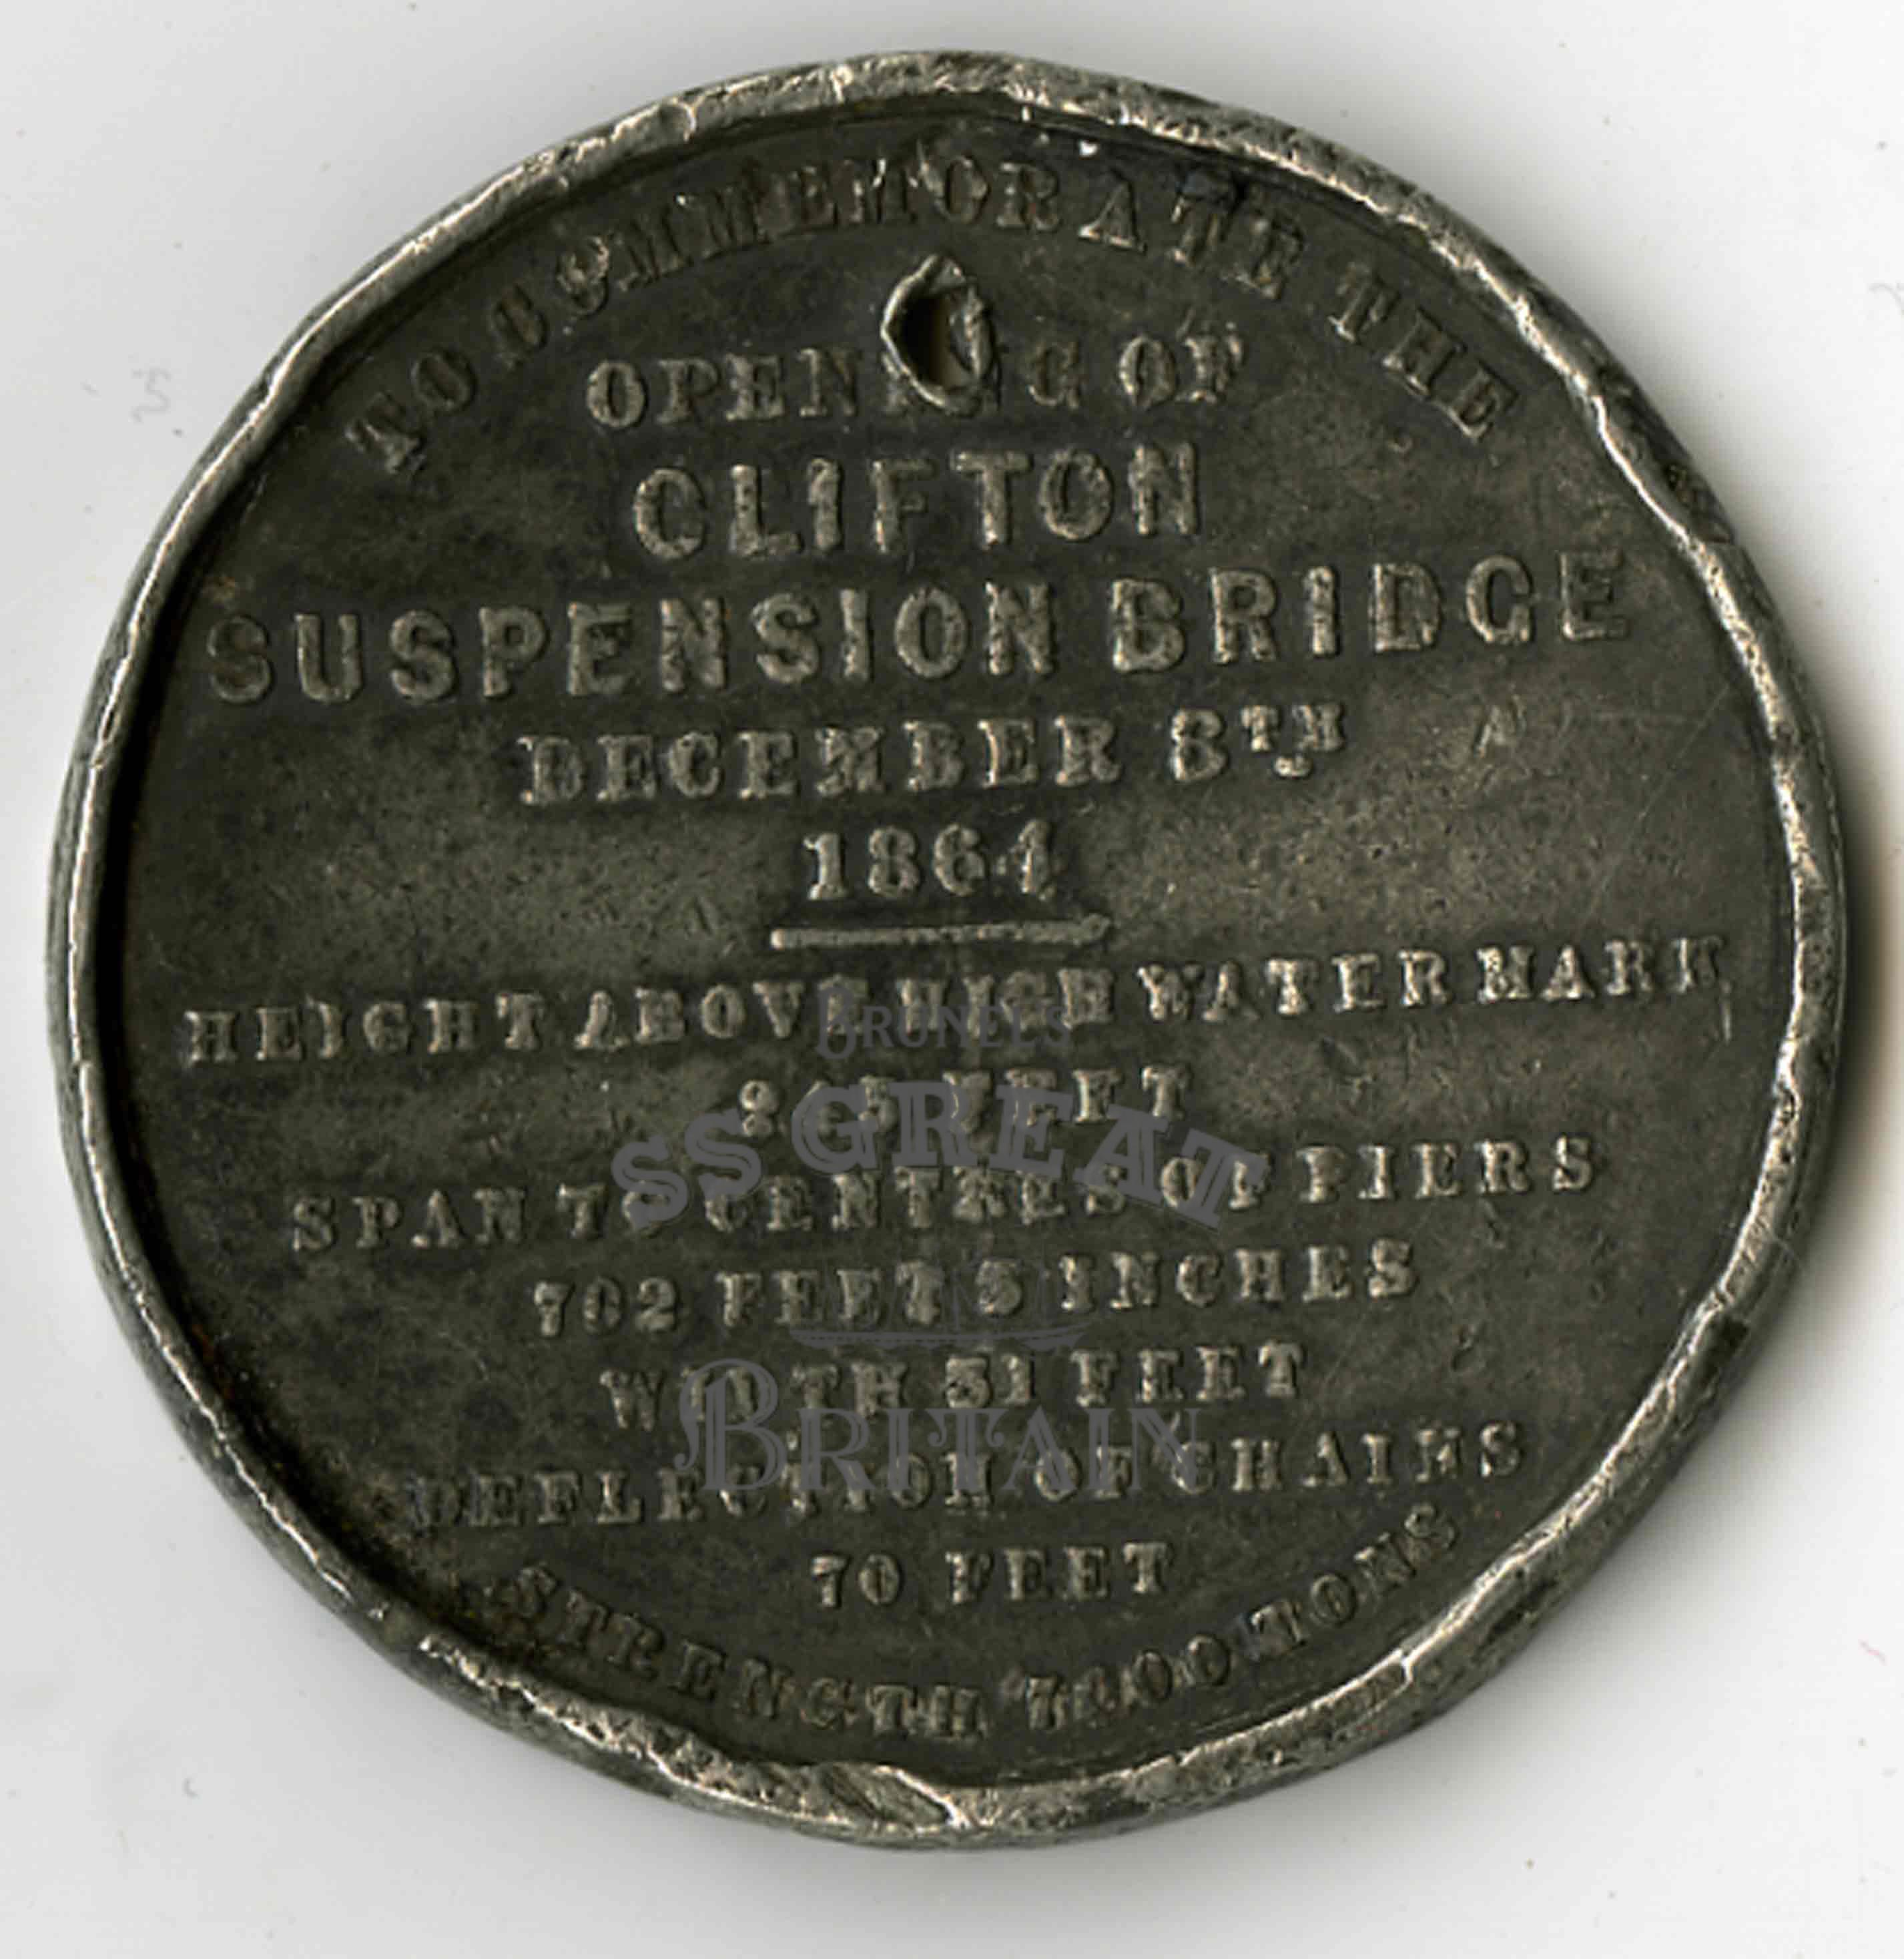 TO COMMEMORATE THE
OPENING OF
CLIFTON
SUSPENSION BRIDGE
DECEMBER 8TH
1864
HEIGHT ABOVE HIGH WATER MARK
245 FEET
SPAN TO CENTRES OF PIERS
702 FEET 3 INCHES
WIDTH 31 FEET
DEFLECTION OF CHAINS
70 FEET
STRENGTH 7000 TONS
BRUNEL'S
SS GREAT
BRITAIN